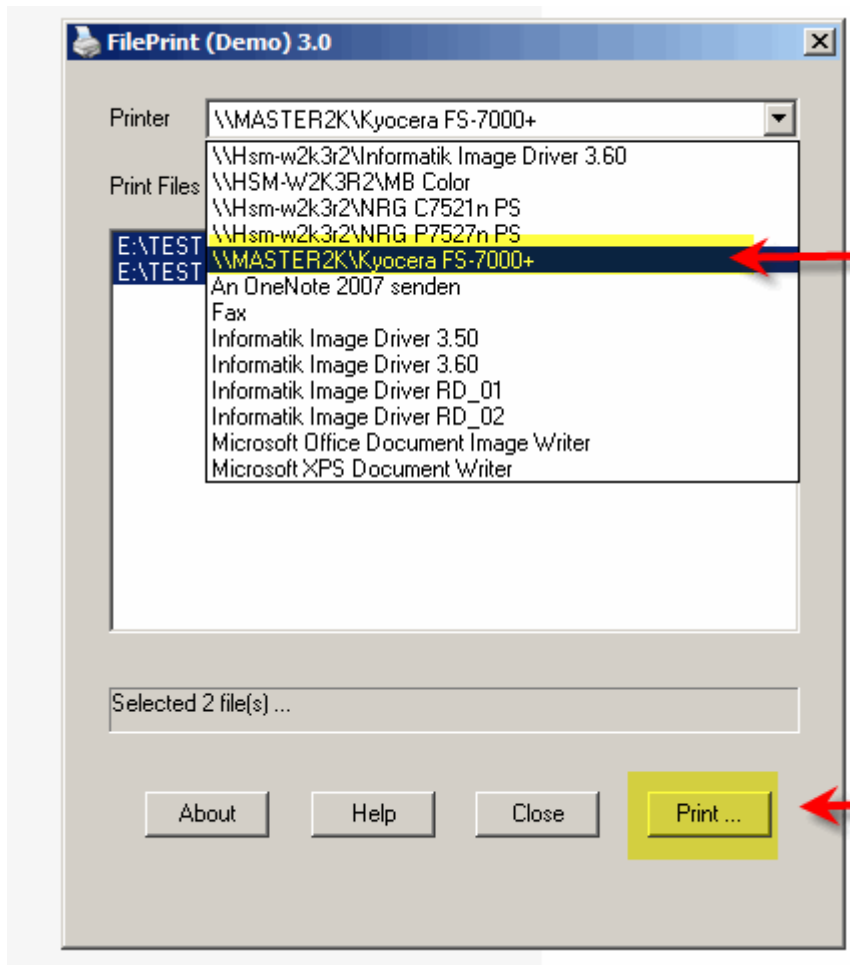 FilePrint (Demo) 3.0
Printer
\\MASTER2K\Kyocera FS-7000+
\\Hsm-w2k3r2\Informatik Image Driver 3.60
\\HSM-W2K3R2\MB Color
\\Hsm-w2k3r2\NRG C7521n PS
\\Hsm-w2k3r2\NRG P7527n PS
\\MASTER2K\Kyocera FS-7000+
An OneNote 2007 senden
Fax
Informatik Image Driver 3.50
Informatik Image Driver 3.60
Informatik Image Driver RD_01
Informatik Image Driver RD_02
Microsoft Office Document Image Writer
Microsoft XPS Document Writer
Print Files
E:\TEST
E:\TEST
Selected 2 file(s) ...
About Help Close Print ...